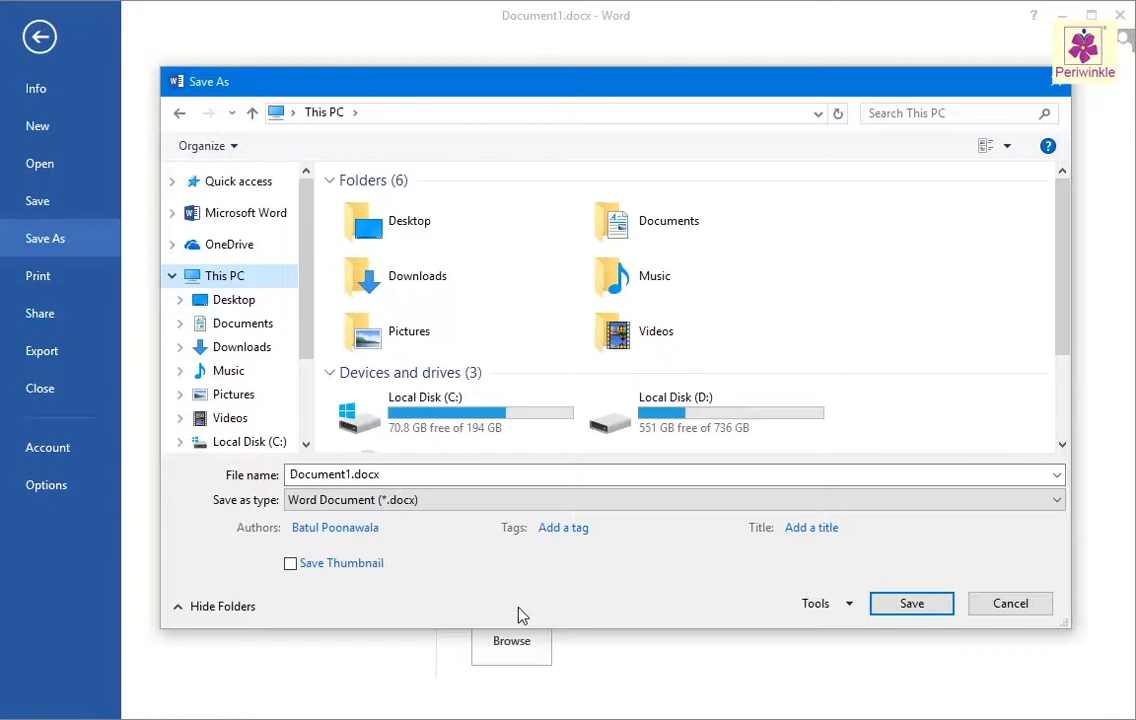 Document1.docx - Word
?
Periwinkle
Info
New
Open
Save
Save As
Print
Share
Export
Close
Account
Options
Save As
This PC
Search This PC
Organize
?
Quick access
Microsoft Word
OneDrive
This PC
Desktop
Documents
Downloads
Music
Pictures
Videos
Local Disk (C:)
Folders (6)
Desktop
Documents
Downloads
Music
Pictures
Videos
Devices and drives (3)
Local Disk (C:)
70.8 GB free of 194 GB
Local Disk (D:)
551 GB free of 736 GB
File name: Document1.docx
Save as type: Word Document (*.docx)
Authors: Batul Poonawala Tags: Add a tag Title: Add a title
Save Thumbnail
Hide Folders
Tools Save Cancel
Browse